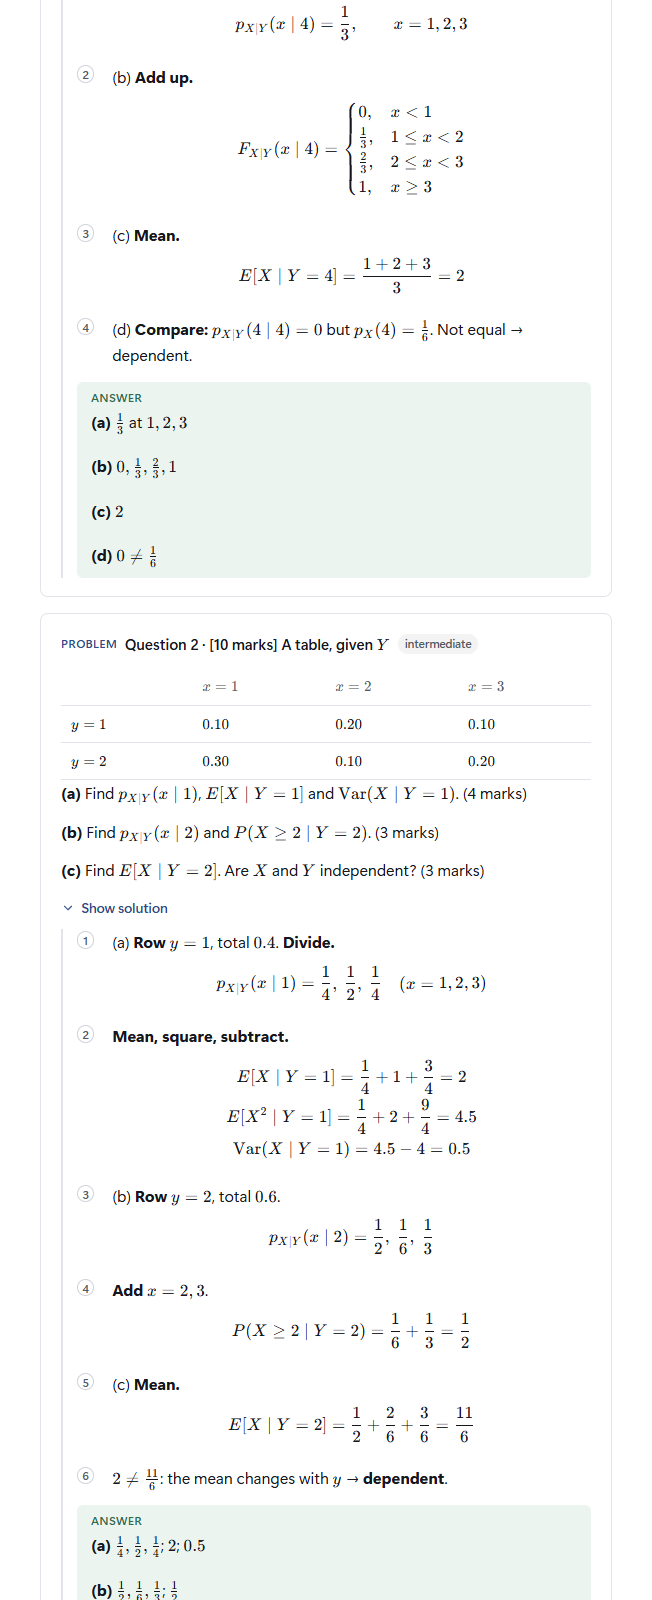 p_{X|Y}(x | 4) = 1/3, x = 1, 2, 3
2 (b) Add up.
F_{X|Y}(x | 4) = { 0, x < 1
1/3, 1 ≤ x < 2
2/3, 2 ≤ x < 3
1, x ≥ 3
3 (c) Mean.
E[X | Y = 4] = (1 + 2 + 3)/3 = 2
4 (d) Compare: p_{X|Y}(4 | 4) = 0 but p_X(4) = 1/6. Not equal →
dependent.
ANSWER
(a) 1/3 at 1, 2, 3
(b) 0, 1/3, 2/3, 1
(c) 2
(d) 0 ≠ 1/6
PROBLEM Question 2 · [10 marks] A table, given Y intermediate
x = 1 x = 2 x = 3
y = 1 0.10 0.20 0.10
y = 2 0.30 0.10 0.20
(a) Find p_{X|Y}(x | 1), E[X | Y = 1] and Var(X | Y = 1). (4 marks)
(b) Find p_{X|Y}(x | 2) and P(X ≥ 2 | Y = 2). (3 marks)
(c) Find E[X | Y = 2]. Are X and Y independent? (3 marks)
Show solution
1 (a) Row y = 1, total 0.4. Divide.
p_{X|Y}(x | 1) = 1/4, 1/2, 1/4 (x = 1, 2, 3)
2 Mean, square, subtract.
E[X | Y = 1] = 1/4 + 1 + 3/4 = 2
E[X² | Y = 1] = 1/4 + 2 + 9/4 = 4.5
Var(X | Y = 1) = 4.5 − 4 = 0.5
3 (b) Row y = 2, total 0.6.
p_{X|Y}(x | 2) = 1/2, 1/6, 1/3
4 Add x = 2, 3.
P(X ≥ 2 | Y = 2) = 1/6 + 1/3 = 1/2
5 (c) Mean.
E[X | Y = 2] = 1/2 + 2/6 + 3/6 = 11/6
6 2 ≠ 11/6: the mean changes with y → dependent.
ANSWER
(a) 1/4, 1/2, 1/4; 2; 0.5
(b) 1/2, 1/6, 1/3; 1/2